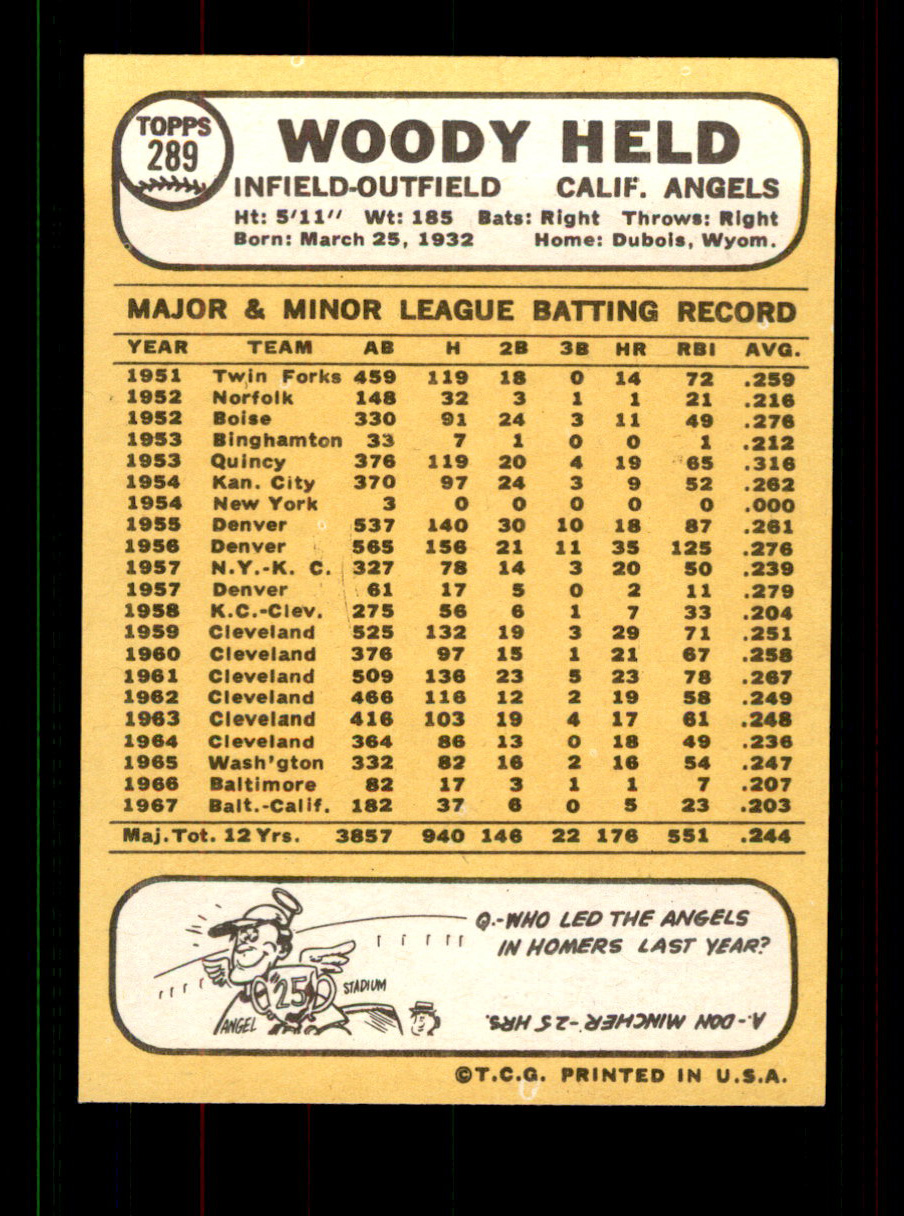 TOPPS
289
WOODY HELD
INFIELD-OUTFIELD CALIF. ANGELS
Ht: 5'11" Wt: 185 Bats: Right Throws: Right
Born: March 25, 1932 Home: Dubois, Wyom.
MAJOR & MINOR LEAGUE BATTING RECORD
YEAR TEAM AB H 2B 3B HR RBI AVG.
1951 Twin Forks 459 119 18 0 14 72 .259
1952 Norfolk 148 32 3 1 1 21 .216
1952 Boise 330 91 24 3 11 49 .276
1953 Binghamton 33 7 1 0 0 1 .212
1953 Quincy 376 119 20 4 19 65 .316
1954 Kan. City 370 97 24 3 9 52 .262
1954 New York 3 0 0 0 0 0 .000
1955 Denver 537 140 30 10 18 87 .261
1956 Denver 565 156 21 11 35 125 .276
1957 N.Y.-K. C. 327 78 14 3 20 50 .239
1957 Denver 61 17 5 0 2 11 .279
1958 K.C.-Clev. 275 56 6 1 7 33 .204
1959 Cleveland 525 132 19 3 29 71 .251
1960 Cleveland 376 97 15 1 21 67 .258
1961 Cleveland 509 136 23 5 23 78 .267
1962 Cleveland 466 116 12 2 19 58 .249
1963 Cleveland 416 103 19 4 17 61 .248
1964 Cleveland 364 86 13 0 18 49 .236
1965 Wash'gton 332 82 16 2 16 54 .247
1966 Baltimore 82 17 3 1 1 7 .207
1967 Balt.-Calif. 182 37 6 0 5 23 .203
Maj. Tot. 12 Yrs. 3857 940 146 22 176 551 .244
Q.-WHO LED THE ANGELS
IN HOMERS LAST YEAR?
"25"
STADIUM
ANGEL
A.-DON MINCHER.-25 HRS.
©T.C.G. PRINTED IN U.S.A.